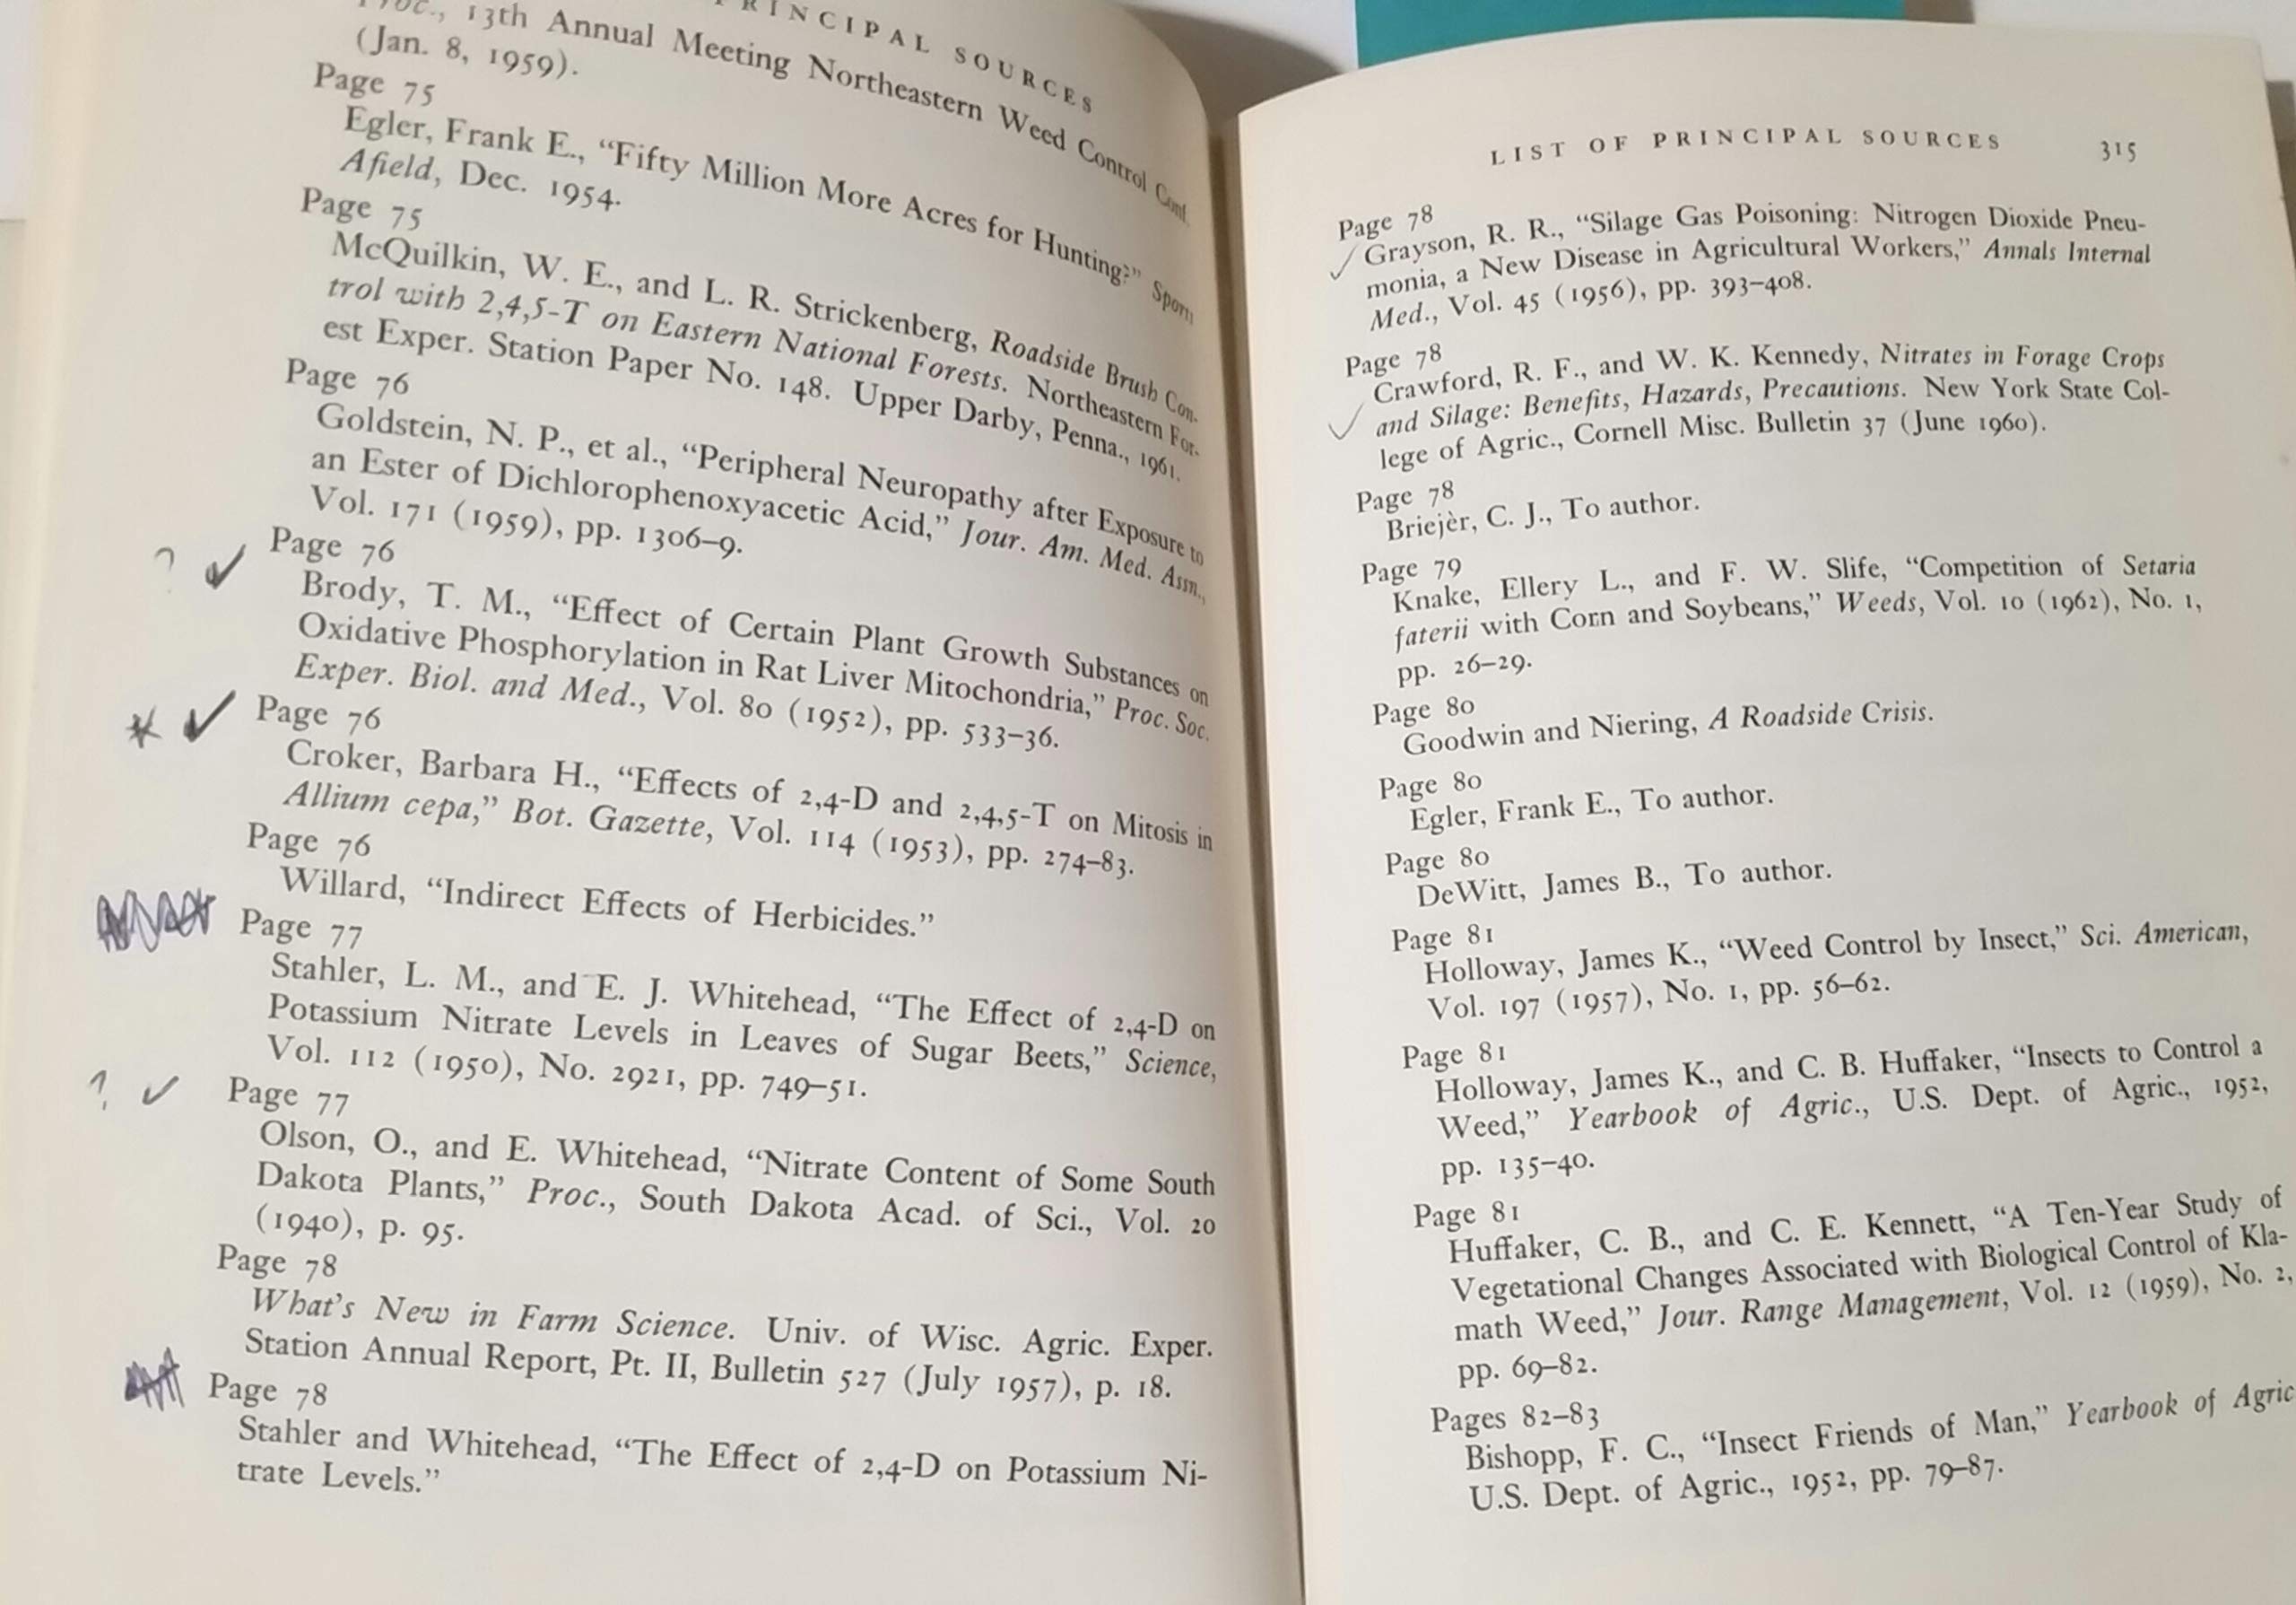 PRINCIPAL SOURCES
Proc., 13th Annual Meeting Northeastern Weed Control Conf.
(Jan. 8, 1959).
Page 75
Egler, Frank E., “Fifty Million More Acres for Hunting?” Sports
Afield, Dec. 1954.
Page 75
McQuilkin, W. E., and L. R. Strickenberg, Roadside Brush Con-
trol with 2,4,5-T on Eastern National Forests. Northeastern For-
est Exper. Station Paper No. 148. Upper Darby, Penna., 1961.
Page 76
Goldstein, N. P., et al., “Peripheral Neuropathy after Exposure to
an Ester of Dichlorophenoxyacetic Acid,” Jour. Am. Med. Assn.,
Vol. 171 (1959), pp. 1306–9.
? ✓ Page 76
Brody, T. M., “Effect of Certain Plant Growth Substances on
Oxidative Phosphorylation in Rat Liver Mitochondria,” Proc. Soc.
Exper. Biol. and Med., Vol. 80 (1952), pp. 533–36.
* ✓ Page 76
Croker, Barbara H., “Effects of 2,4-D and 2,4,5-T on Mitosis in
Allium cepa,” Bot. Gazette, Vol. 114 (1953), pp. 274–83.
Page 76
Willard, “Indirect Effects of Herbicides.”
Page 77
Stahler, L. M., and E. J. Whitehead, “The Effect of 2,4-D on
Potassium Nitrate Levels in Leaves of Sugar Beets,” Science,
Vol. 112 (1950), No. 2921, pp. 749–51.
? ✓ Page 77
Olson, O., and E. Whitehead, “Nitrate Content of Some South
Dakota Plants,” Proc., South Dakota Acad. of Sci., Vol. 20
(1940), p. 95.
Page 78
What's New in Farm Science. Univ. of Wisc. Agric. Exper.
Station Annual Report, Pt. II, Bulletin 527 (July 1957), p. 18.
Page 78
Stahler and Whitehead, “The Effect of 2,4-D on Potassium Ni-
trate Levels.”
LIST OF PRINCIPAL SOURCES 315
Page 78
✓ Grayson, R. R., “Silage Gas Poisoning: Nitrogen Dioxide Pneu-
monia, a New Disease in Agricultural Workers,” Annals Internal
Med., Vol. 45 (1956), pp. 393–408.
Page 78
Crawford, R. F., and W. K. Kennedy, Nitrates in Forage Crops
✓ and Silage: Benefits, Hazards, Precautions. New York State Col-
lege of Agric., Cornell Misc. Bulletin 37 (June 1960).
Page 78
Briejèr, C. J., To author.
Page 79
Knake, Ellery L., and F. W. Slife, “Competition of Setaria
faterii with Corn and Soybeans,” Weeds, Vol. 10 (1962), No. 1,
pp. 26–29.
Page 80
Goodwin and Niering, A Roadside Crisis.
Page 80
Egler, Frank E., To author.
Page 80
DeWitt, James B., To author.
Page 81
Holloway, James K., “Weed Control by Insect,” Sci. American,
Vol. 197 (1957), No. 1, pp. 56–62.
Page 81
Holloway, James K., and C. B. Huffaker, “Insects to Control a
Weed,” Yearbook of Agric., U.S. Dept. of Agric., 1952,
pp. 135–40.
Page 81
Huffaker, C. B., and C. E. Kennett, “A Ten-Year Study of
Vegetational Changes Associated with Biological Control of Kla-
math Weed,” Jour. Range Management, Vol. 12 (1959), No. 2,
pp. 69–82.
Pages 82–83
Bishopp, F. C., “Insect Friends of Man,” Yearbook of Agric
U.S. Dept. of Agric., 1952, pp. 79–87.